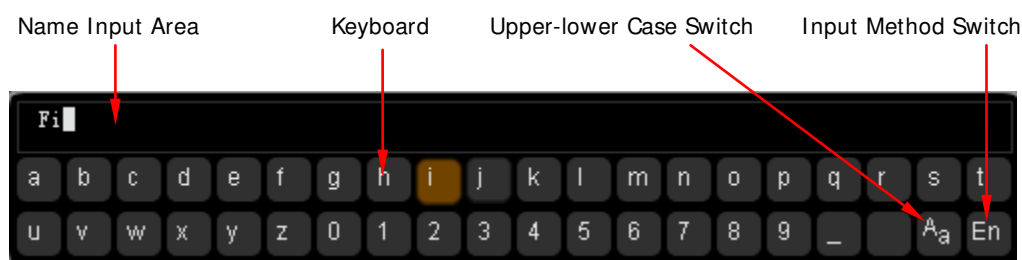 Name Input Area Keyboard Upper-lower Case Switch Input Method Switch
Fi
a b c d e f g h i j k l m n o p q r s t
u v w x y z 0 1 2 3 4 5 6 7 8 9 _ Aa En